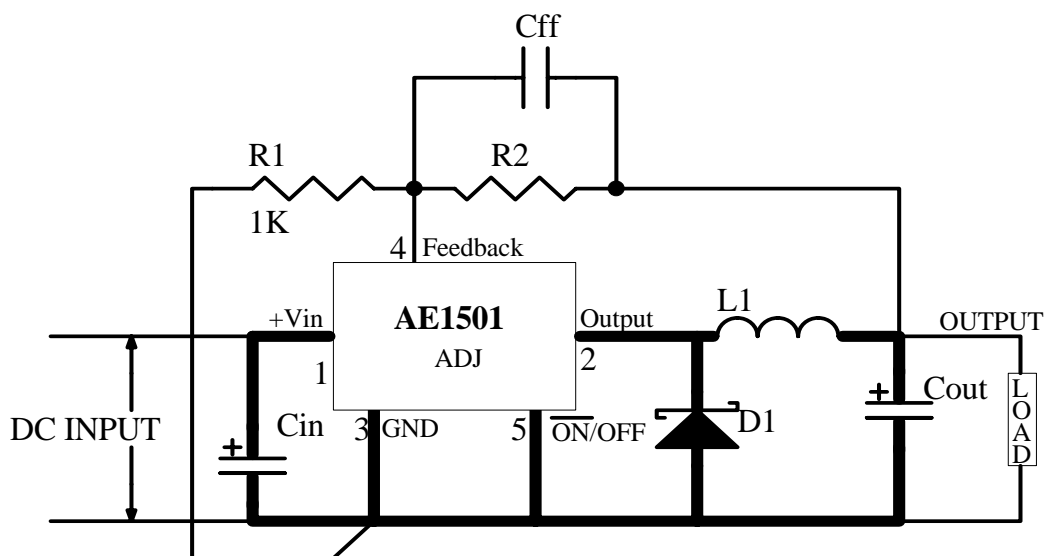 Cff
R1
R2
1K
4
Feedback
+Vin
AE1501
Output
L1
OUTPUT
ADJ
1
2
DC INPUT
Cin
3
GND
5
ON/OFF
D1
+
Cout
LOAD
+